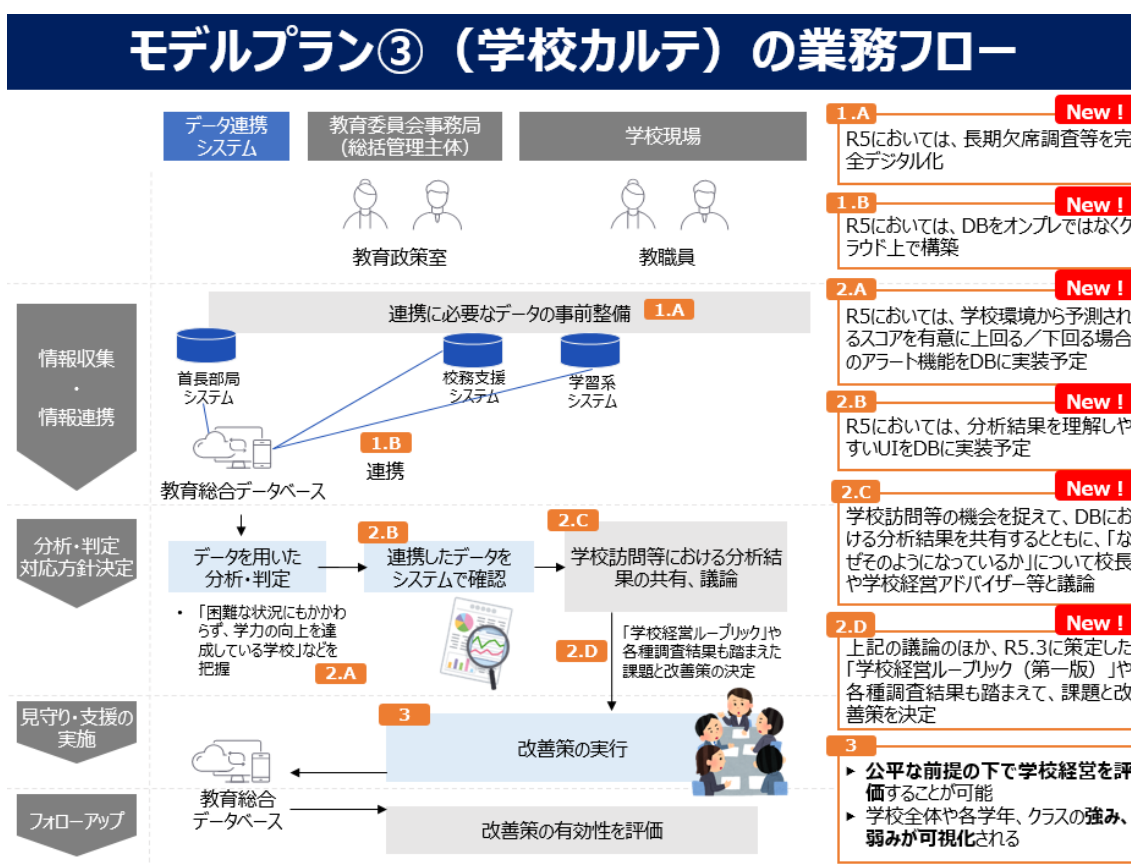 モデルプラン③（学校カルテ）の業務フロー
データ連携
システム
教育委員会事務局
（総括管理主体）
学校現場
教育政策室
教職員
情報収集
・
情報連携
連携に必要なデータの事前整備
1.A
首長部局
システム
校務支援
システム
学習系
システム
1.B
連携
教育総合データベース
分析・判定
対応方針決定
データを用いた
分析・判定
2.B
連携したデータを
システムで確認
2.C
学校訪問等における分析結
果の共有、議論
• 「困難な状況にもかかわ
らず、学力の向上を達
成している学校」などを
把握
2.A
2.D
「学校経営ルーブリック」や
各種調査結果も踏まえた
課題と改善策の決定
見守り・支援の
実施
3
改善策の実行
教育総合
データベース
フォローアップ
改善策の有効性を評価
1.A
New！
R5においては、長期欠席調査等を完
全デジタル化
1.B
New！
R5においては、DBをオンプレではなくク
ラウド上で構築
2.A
New！
R5においては、学校環境から予測され
るスコアを有意に上回る／下回る場合
のアラート機能をDBに実装予定
2.B
New！
R5においては、分析結果を理解しや
すいUIをDBに実装予定
2.C
New！
学校訪問等の機会を捉えて、DBにお
ける分析結果を共有するとともに、「な
ぜそのようになっているか」について校長
や学校経営アドバイザー等と議論
2.D
New！
上記の議論のほか、R5.3に策定した
「学校経営ルーブリック（第一版）」や
各種調査結果も踏まえて、課題と改
善策を決定
3
▸ 公平な前提の下で学校経営を評
価することが可能
▸ 学校全体や各学年、クラスの強み、
弱みが可視化される